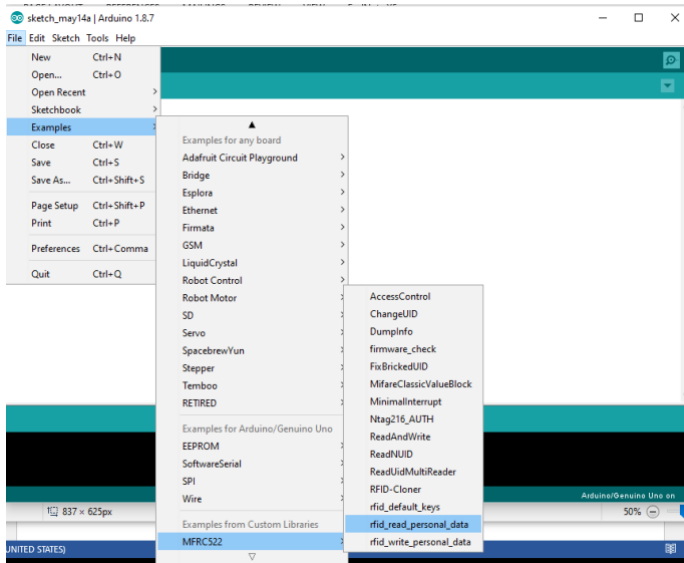 sketch_may14a | Arduino 1.8.7
File Edit Sketch Tools Help
New Ctrl+N
Open... Ctrl+O
Open Recent
Sketchbook
Examples
Close Ctrl+W
Save Ctrl+S
Save As... Ctrl+Shift+S
Page Setup Ctrl+Shift+P
Print Ctrl+P
Preferences Ctrl+Comma
Quit Ctrl+Q
Examples for any board
Adafruit Circuit Playground
Bridge
Esplora
Ethernet
Firmata
GSM
LiquidCrystal
Robot Control
Robot Motor
SD
Servo
SpacebrewYun
Stepper
Temboo
RETIRED
Examples for Arduino/Genuino Uno
EEPROM
SoftwareSerial
SPI
Wire
Examples from Custom Libraries
MFRC522
AccessControl
ChangeUID
DumpInfo
firmware_check
FixBrickedUID
MifareClassicValueBlock
MinimalInterrupt
Ntag216_AUTH
ReadAndWrite
ReadNUID
ReadUidMultiReader
RFID-Cloner
rfid_default_keys
rfid_read_personal_data
rfid_write_personal_data
Arduino/Genuino Uno on
837 × 625px
50%
UNITED STATES)